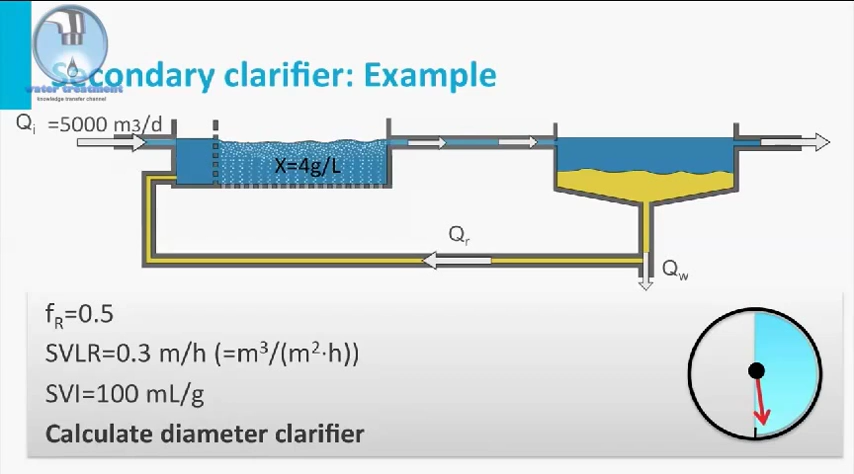 Secondary clarifier: Example
water treatment
knowledge transfer channel
Qi =5000 m3/d
X=4g/L
Qr
Qw
fR=0.5
SVLR=0.3 m/h (=m³/(m²·h))
SVI=100 mL/g
Calculate diameter clarifier